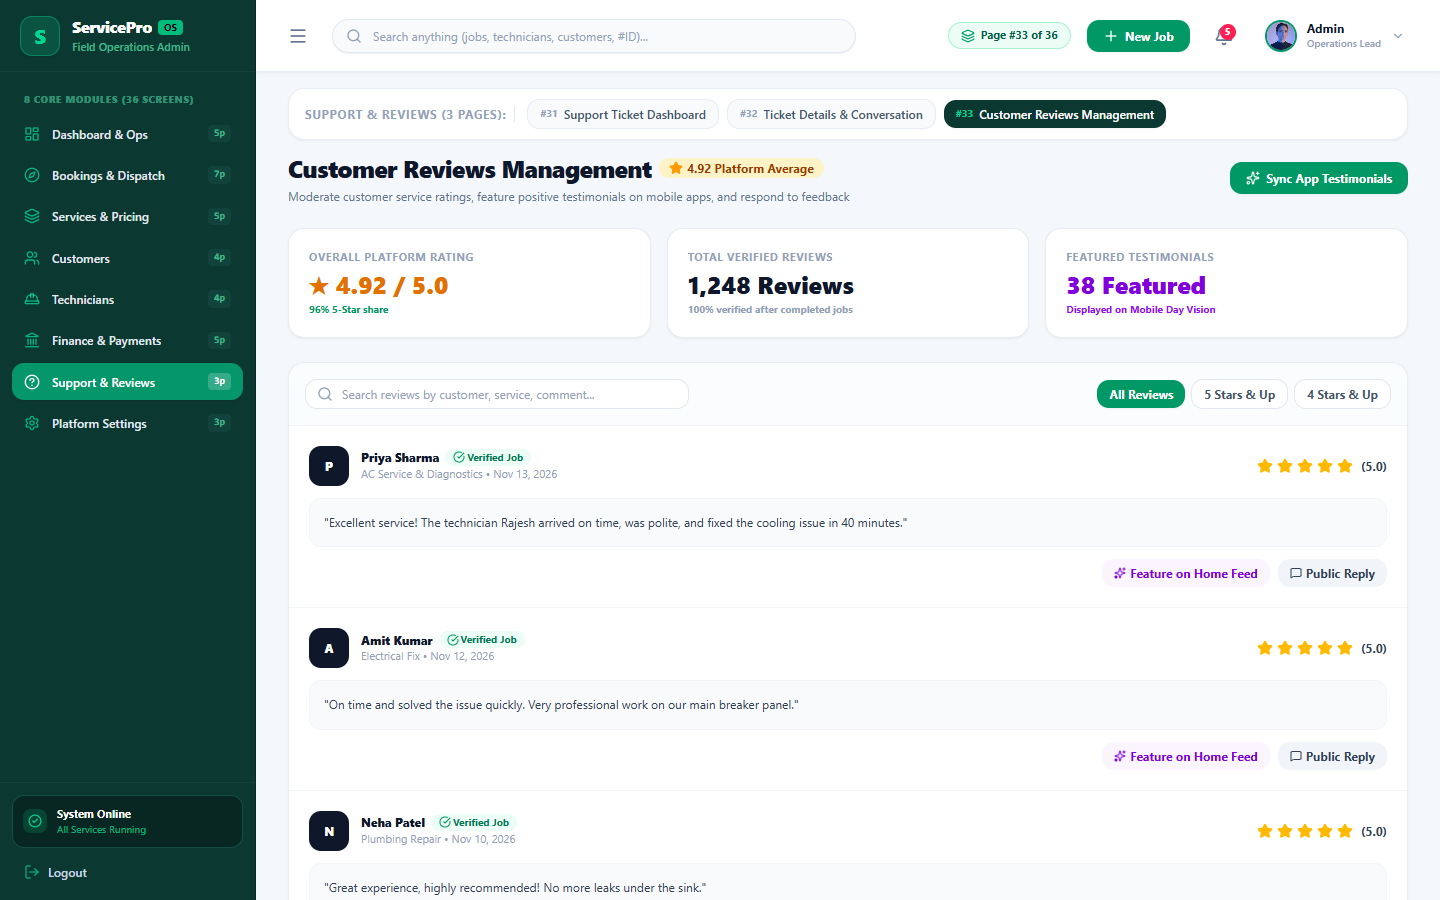 S
ServicePro OS
Field Operations Admin
8 CORE MODULES (36 SCREENS)
Dashboard & Ops 5p
Bookings & Dispatch 7p
Services & Pricing 5p
Customers 4p
Technicians 4p
Finance & Payments 5p
Support & Reviews 3p
Platform Settings 3p
System Online
All Services Running
Logout
Search anything (jobs, technicians, customers, #ID)...
Page #33 of 36
New Job
5
Admin
Operations Lead
SUPPORT & REVIEWS (3 PAGES):
#31 Support Ticket Dashboard
#32 Ticket Details & Conversation
#33 Customer Reviews Management
Customer Reviews Management
4.92 Platform Average
Moderate customer service ratings, feature positive testimonials on mobile apps, and respond to feedback
Sync App Testimonials
OVERALL PLATFORM RATING
★ 4.92 / 5.0
96% 5-Star share
TOTAL VERIFIED REVIEWS
1,248 Reviews
100% verified after completed jobs
FEATURED TESTIMONIALS
38 Featured
Displayed on Mobile Day Vision
Search reviews by customer, service, comment...
All Reviews
5 Stars & Up
4 Stars & Up
P
Priya Sharma Verified Job
AC Service & Diagnostics • Nov 13, 2026
(5.0)
"Excellent service! The technician Rajesh arrived on time, was polite, and fixed the cooling issue in 40 minutes."
Feature on Home Feed
Public Reply
A
Amit Kumar Verified Job
Electrical Fix • Nov 12, 2026
(5.0)
"On time and solved the issue quickly. Very professional work on our main breaker panel."
Feature on Home Feed
Public Reply
N
Neha Patel Verified Job
Plumbing Repair • Nov 10, 2026
(5.0)
"Great experience, highly recommended! No more leaks under the sink."